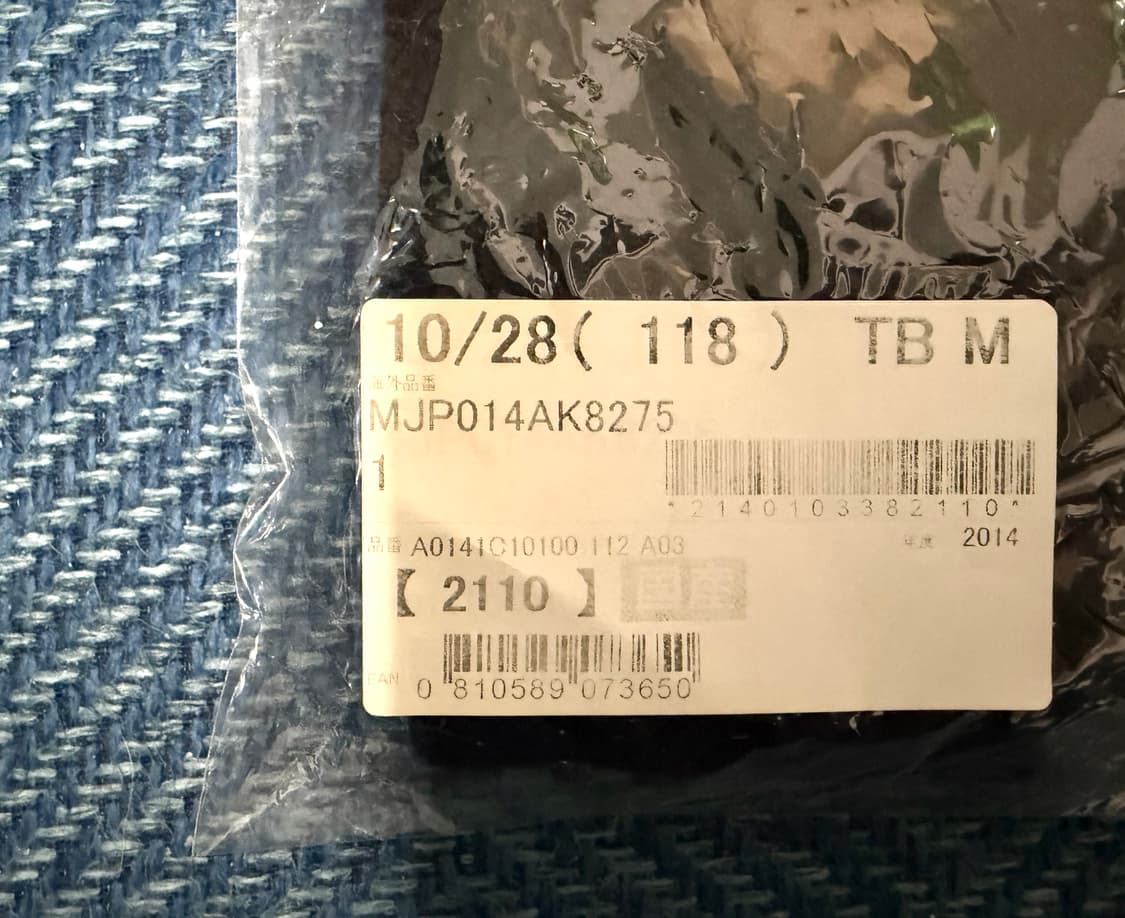 10/28( 118 ) TB M
海外品番
MJP014AK8275
1
*2140103382110*
品番 A0141C10100 112 A03
年度 2014
【 2110 】
EAN 0 810589 073650